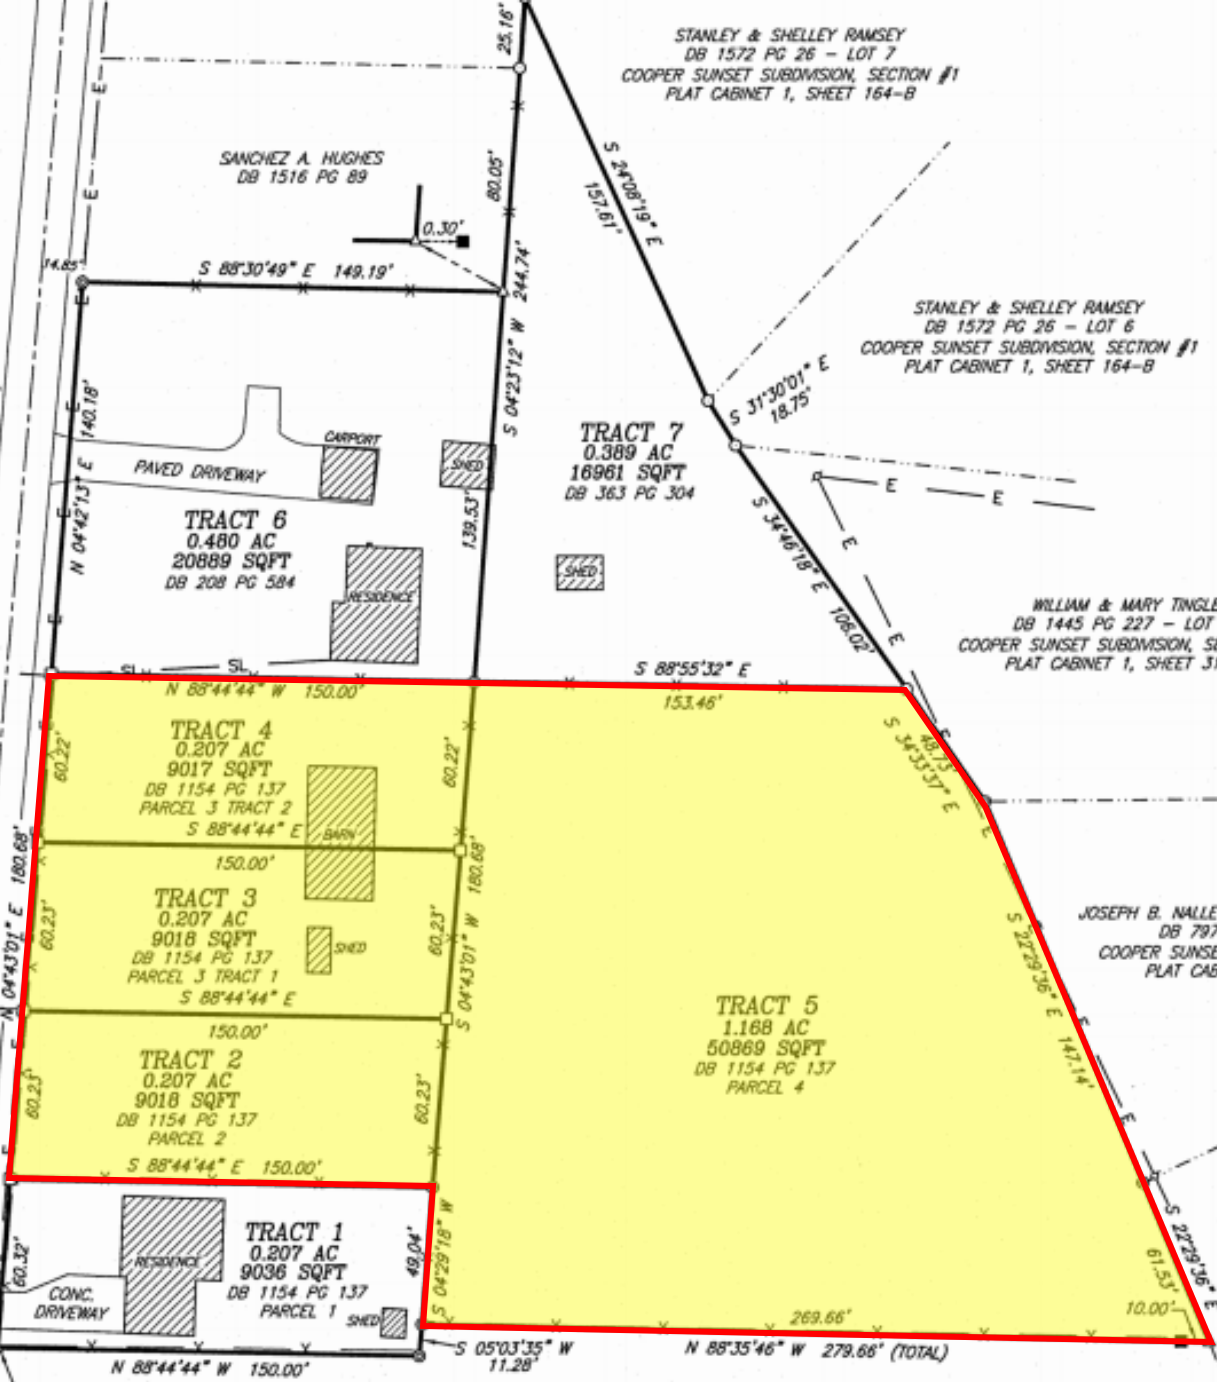 25.16'
STANLEY & SHELLEY RAMSEY
DB 1572 PG 26 - LOT 7
COOPER SUNSET SUBDIVISION, SECTION #1
PLAT CABINET 1, SHEET 164-B
E
E
SANCHEZ A. HUGHES
DB 1516 PG 89
80.05'
S 24°08'19" E
157.61'
0.30'
14.85'
S 88°30'49" E 149.19'
S 04°23'12" W 244.74'
STANLEY & SHELLEY RAMSEY
DB 1572 PG 26 - LOT 6
COOPER SUNSET SUBDIVISION, SECTION #1
PLAT CABINET 1, SHEET 164-B
E
E
S 31°30'01" E
18.75'
N 04°42'13" E 140.18'
CARPORT
PAVED DRIVEWAY
SHED
TRACT 7
0.389 AC
16961 SQFT
DB 363 PG 304
E
E
E
TRACT 6
0.480 AC
20889 SQFT
DB 208 PG 584
139.53'
S 34°46'18" E 106.02'
E
E
SHED
RESIDENCE
WILLIAM & MARY TINGLE
DB 1445 PG 227 - LOT
COOPER SUNSET SUBDIVISION, S
PLAT CABINET 1, SHEET 31
E
SL
SL
S 88°55'32" E
153.46'
N 88°44'44" W 150.00'
TRACT 4
0.207 AC
9017 SQFT
DB 1154 PG 137
PARCEL 3 TRACT 2
60.22'
60.22'
48.73'
S 34°33'37" E
E
S 88°44'44" E
150.00'
BARN
E
N 04°43'01" E 180.68'
S 04°43'01" W 180.68'
TRACT 3
0.207 AC
9018 SQFT
DB 1154 PG 137
PARCEL 3 TRACT 1
60.23'
60.23'
SHED
JOSEPH B. NALLE
DB 797
COOPER SUNSE
PLAT CAB
S 88°44'44" E
150.00'
S 22°29'36" E 147.14'
E
TRACT 5
1.168 AC
50869 SQFT
DB 1154 PG 137
PARCEL 4
TRACT 2
0.207 AC
9018 SQFT
DB 1154 PG 137
PARCEL 2
60.23'
60.23'
E
S 88°44'44" E 150.00'
TRACT 1
0.207 AC
9036 SQFT
DB 1154 PG 137
PARCEL 1
60.32'
RESIDENCE
CONC.
DRIVEWAY
SHED
49.04'
S 04°29'18" W
S 22°29'36" E
61.53'
10.00'
269.66'
S 05°03'35" W
11.28'
N 88°35'46" W 279.66' (TOTAL)
N 88°44'44" W 150.00'